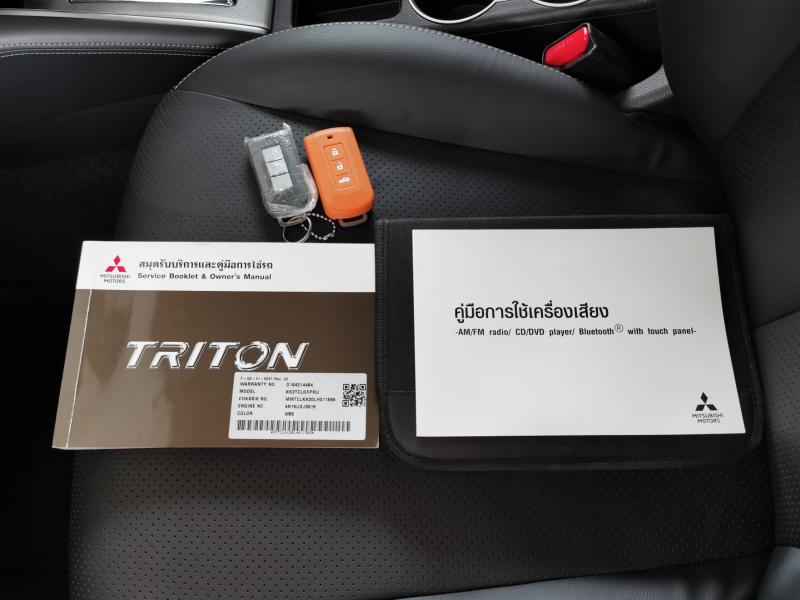 MITSUBISHI
MOTORS
สมุดรับบริการและคู่มือการใช้รถ
Service Booklet & Owner's Manual
TRITON
WARRANTY NO
MODEL
CHASSIS NO
ENGINE NO
COLOR
D194214494
W85
คู่มือการใช้เครื่องเสียง
-AM/FM radio/ CD/DVD player/ Bluetooth® with touch panel-
MITSUBISHI
MOTORS